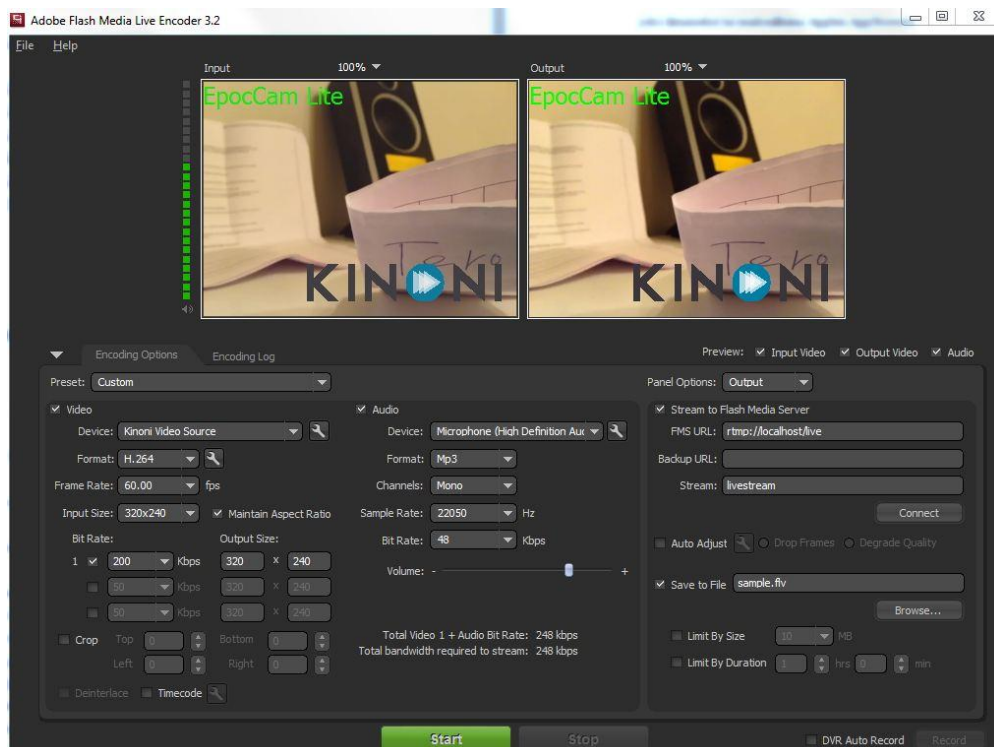 Adobe Flash Media Live Encoder 3.2
File Help
Input 100% Output 100%
EpocCam Lite EpocCam Lite
Tero
KINONI KINONI
Encoding Options Encoding Log
Preview: Input Video Output Video Audio
Preset: Custom
Panel Options: Output
Video
Device: Kinoni Video Source
Format: H.264
Frame Rate: 60.00 fps
Input Size: 320x240 Maintain Aspect Ratio
Bit Rate: Output Size:
1 200 Kbps 320 x 240
50 Kbps 320 x 240
50 Kbps 320 x 240
Crop Top 0 Bottom 0
Left 0 Right 0
Deinterlace Timecode
Audio
Device: Microphone (High Definition Auc
Format: Mp3
Channels: Mono
Sample Rate: 22050 Hz
Bit Rate: 48 Kbps
Volume: - +
Total Video 1 + Audio Bit Rate: 248 kbps
Total bandwidth required to stream: 248 kbps
Stream to Flash Media Server
FMS URL: rtmp://localhost/live
Backup URL:
Stream: livestream
Connect
Auto Adjust Drop Frames Degrade Quality
Save to File sample.flv
Browse...
Limit By Size 10 MB
Limit By Duration 1 hrs 0 min
Start Stop
DVR Auto Record Record